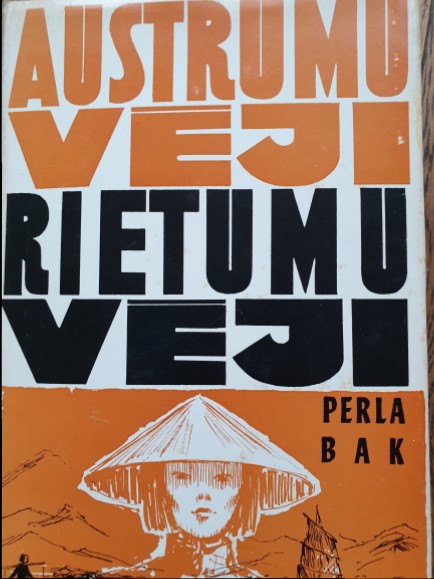 AUSTRUMU
VĒJI
RIETUMU
VĒJI
PERLA
BAK